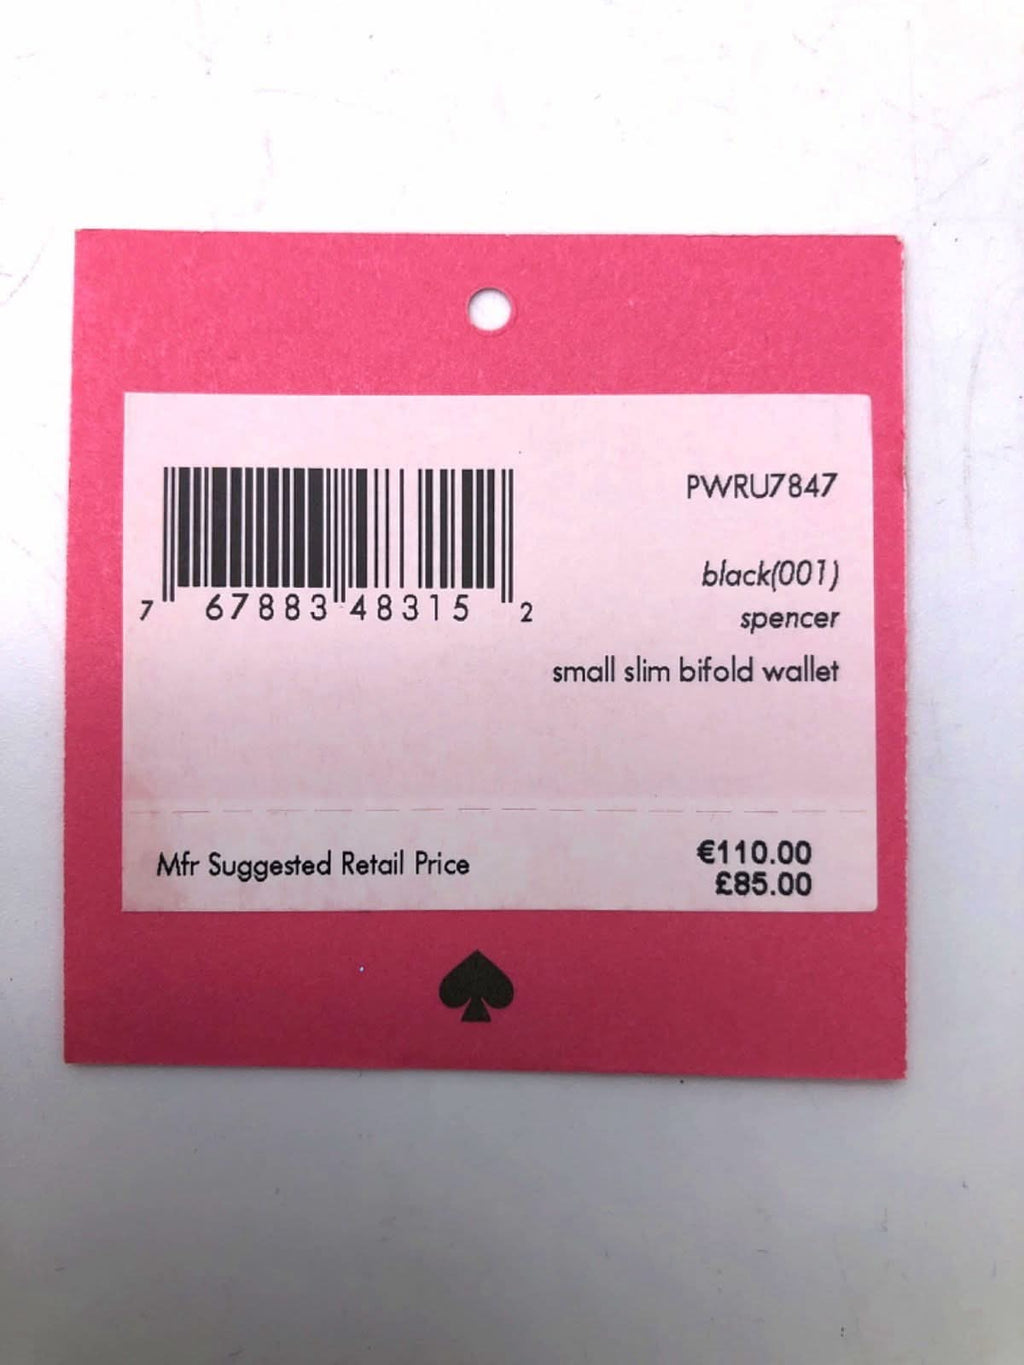 PWRU7847
7 67883 48315 2
black(001)
spencer
small slim bifold wallet
Mfr Suggested Retail Price
€110.00
£85.00